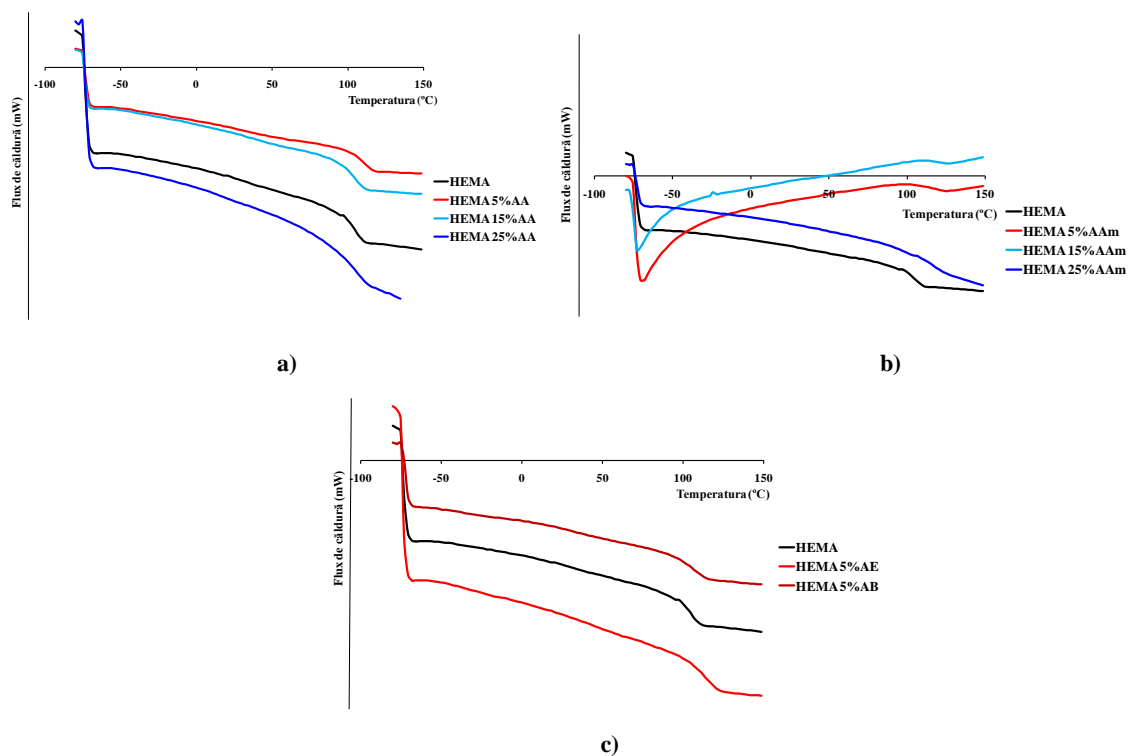 -100
-50
0
50
100
150
Temperatura (°C)
Flux de căldură (mW)
HEMA
HEMA 5%AA
HEMA 15%AA
HEMA 25%AA
a)
-100
-50
0
50
100
150
Temperatura (°C)
Flux de căldură (mW)
HEMA
HEMA 5%AAm
HEMA 15%AAm
HEMA 25%AAm
b)
-100
-50
0
50
100
150
Temperatura (°C)
Flux de căldură (mW)
HEMA
HEMA 5%AE
HEMA 5%AB
c)